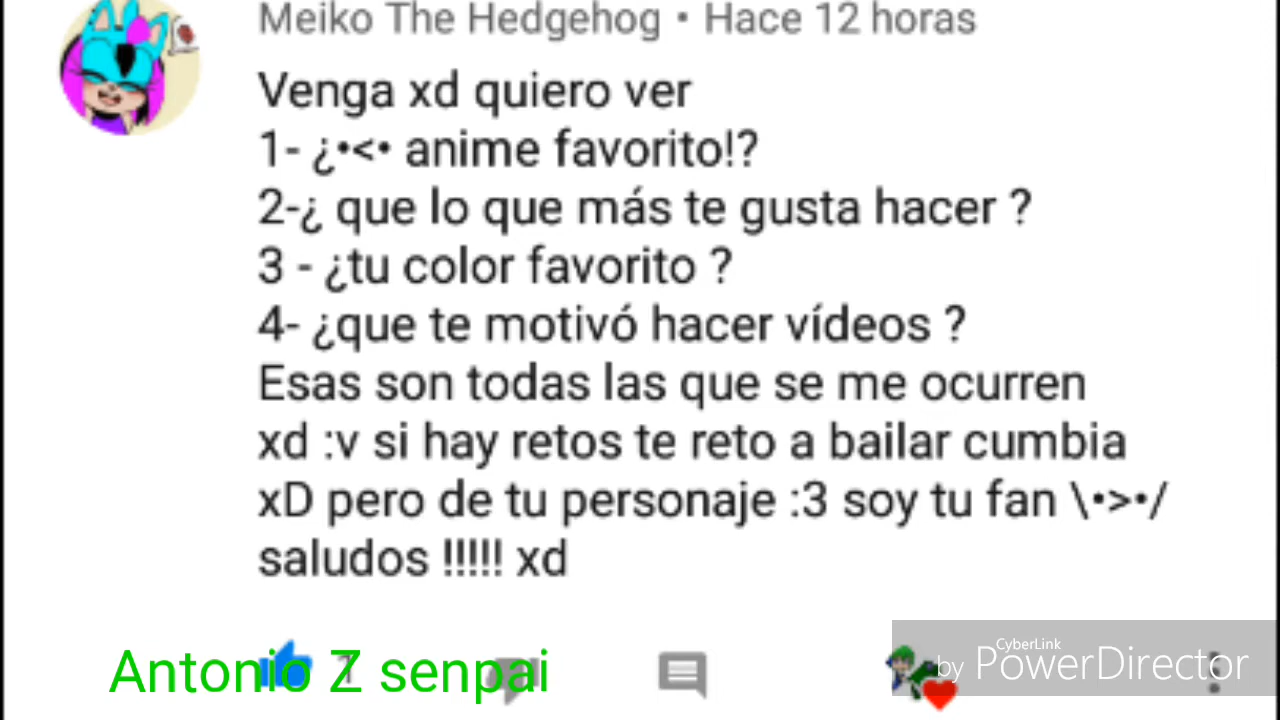 Meiko The Hedgehog • Hace 12 horas
Venga xd quiero ver
1- ¿•<• anime favorito!?
2-¿ que lo que más te gusta hacer ?
3 - ¿tu color favorito ?
4- ¿que te motivó hacer vídeos ?
Esas son todas las que se me ocurren
xd :v si hay retos te reto a bailar cumbia
xD pero de tu personaje :3 soy tu fan \•>•/
saludos !!!!! xd
Antonio Z senpai
CyberLink
by PowerDirector